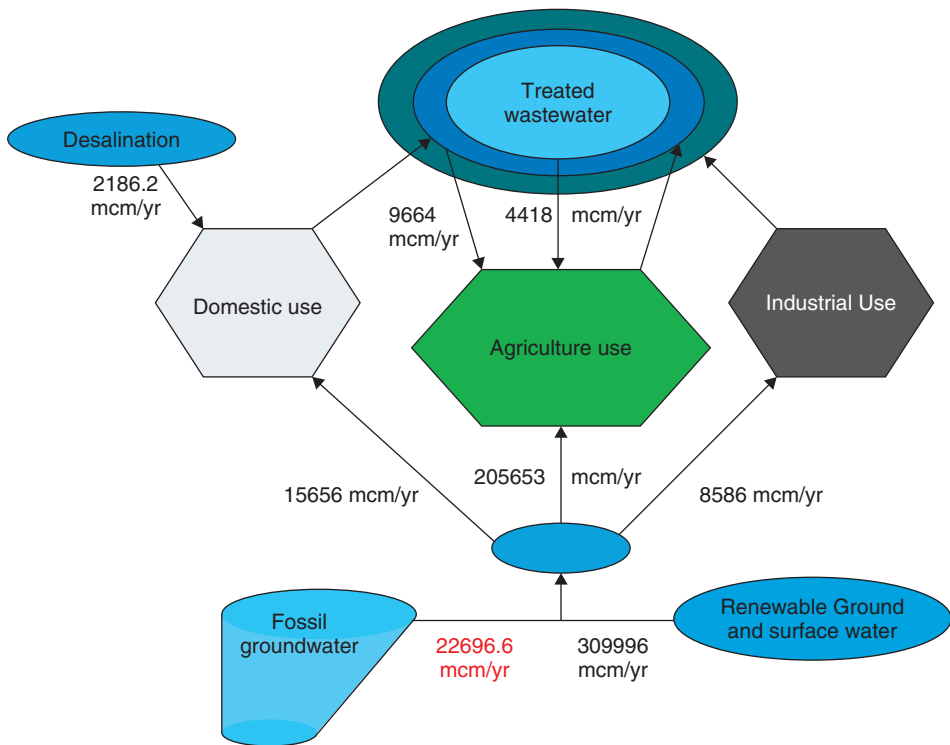 Treated
wastewater
Desalination
2186.2
mcm/yr
9664
mcm/yr
4418 mcm/yr
Domestic use
Industrial Use
Agriculture use
205653 mcm/yr
15656 mcm/yr
8586 mcm/yr
Fossil
groundwater
Renewable Ground
and surface water
22696.6
mcm/yr
309996
mcm/yr